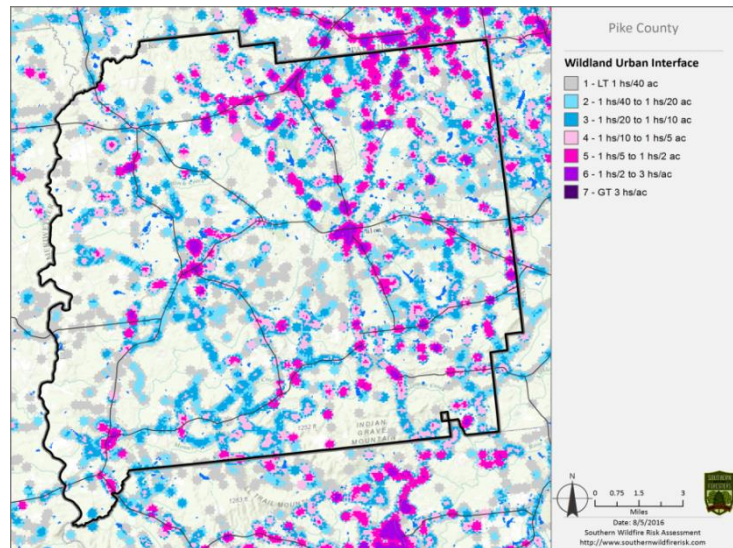 Pike County
Wildland Urban Interface
1 - LT 1 hs/40 ac
2 - 1 hs/40 to 1 hs/20 ac
3 - 1 hs/20 to 1 hs/10 ac
4 - 1 hs/10 to 1 hs/5 ac
5 - 1 hs/5 to 1 hs/2 ac
6 - 1 hs/2 to 3 hs/ac
7 - GT 3 hs/ac
INDIAN
GRAVE
MOUNTAIN
N
0 0.75 1.5 3
Miles
Date: 8/5/2016
Southern Wildfire Risk Assessment
http://www.southernwildfirerisk.com
SOUTHERN